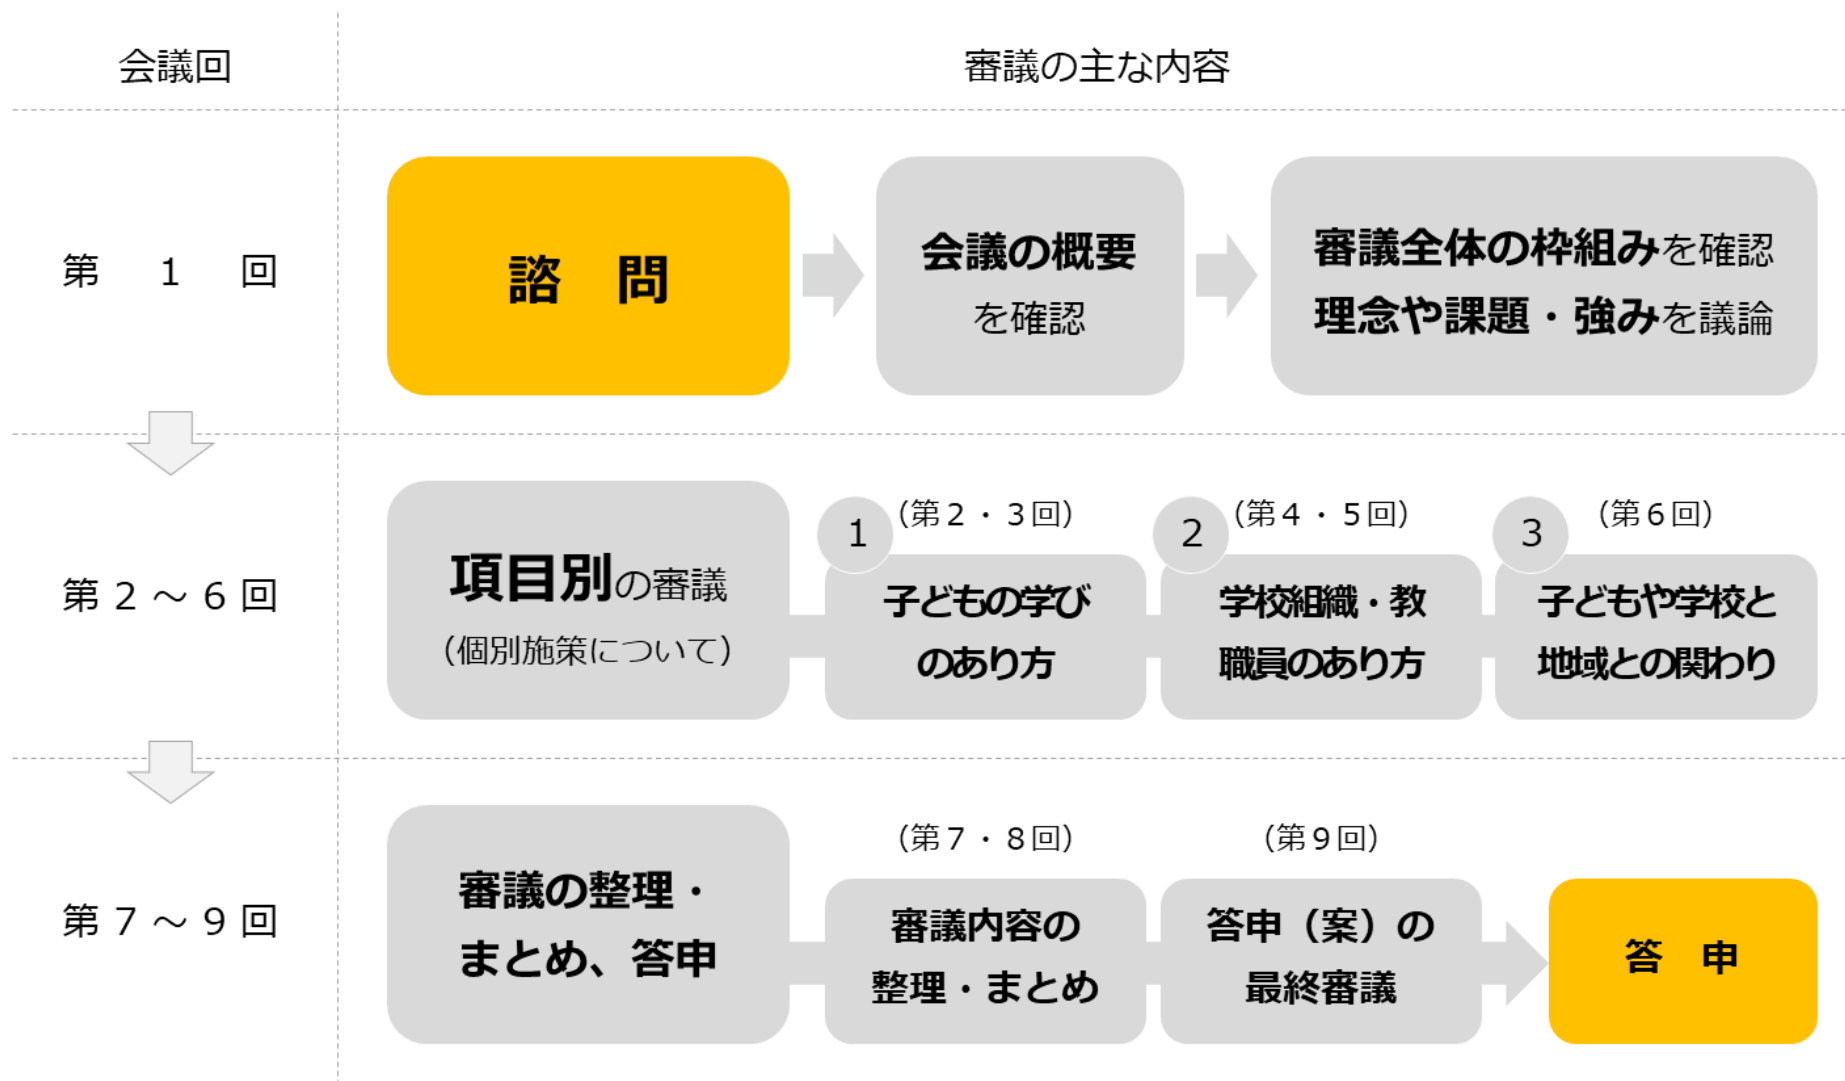 会議回
審議の主な内容
第　1　回
諮　問
会議の概要
を確認
審議全体の枠組みを確認
理念や課題・強みを議論
第２～６回
項目別の審議
（個別施策について）
1
（第２・３回）
子どもの学び
のあり方
2
（第４・５回）
学校組織・教
職員のあり方
3
（第６回）
子どもや学校と
地域との関わり
第７～９回
審議の整理・
まとめ、答申
（第７・８回）
審議内容の
整理・まとめ
（第９回）
答申（案）の
最終審議
答　申